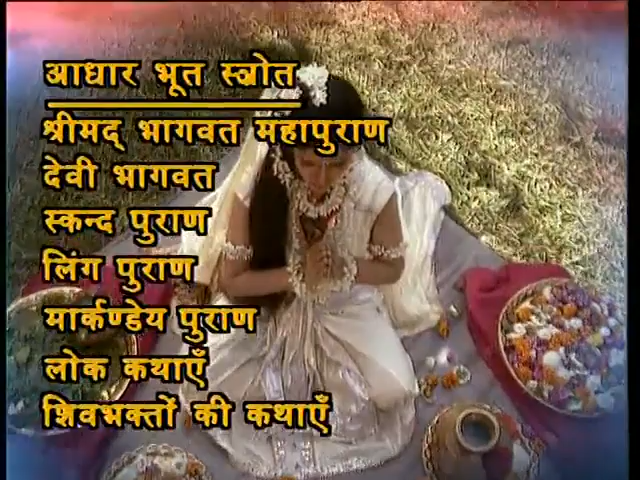 आधार भूत स्त्रोत
श्रीमद् भागवत महापुराण
देवी भागवत
स्कन्द पुराण
लिंग पुराण
मार्कण्डेय पुराण
लोक कथाएँ
शिवभक्तों की कथाएँ